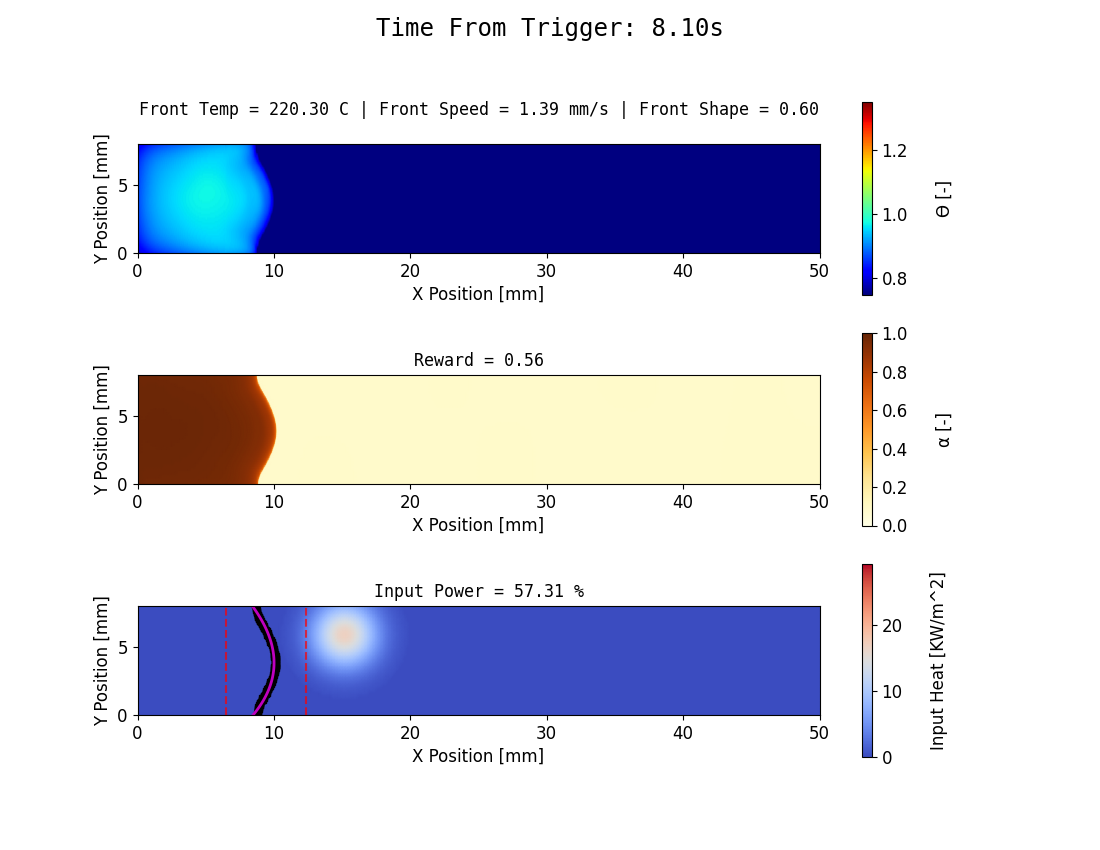 Time From Trigger: 8.10s
Front Temp = 220.30 C | Front Speed = 1.39 mm/s | Front Shape = 0.60
Y Position [mm]
5
0
0 10 20 30 40 50
X Position [mm]
1.2
1.0
0.8
Θ [-]
Reward = 0.56
Y Position [mm]
5
0
0 10 20 30 40 50
X Position [mm]
1.0
0.8
0.6
0.4
0.2
0.0
α [-]
Input Power = 57.31 %
Y Position [mm]
5
0
0 10 20 30 40 50
X Position [mm]
20
10
0
Input Heat [KW/m^2]